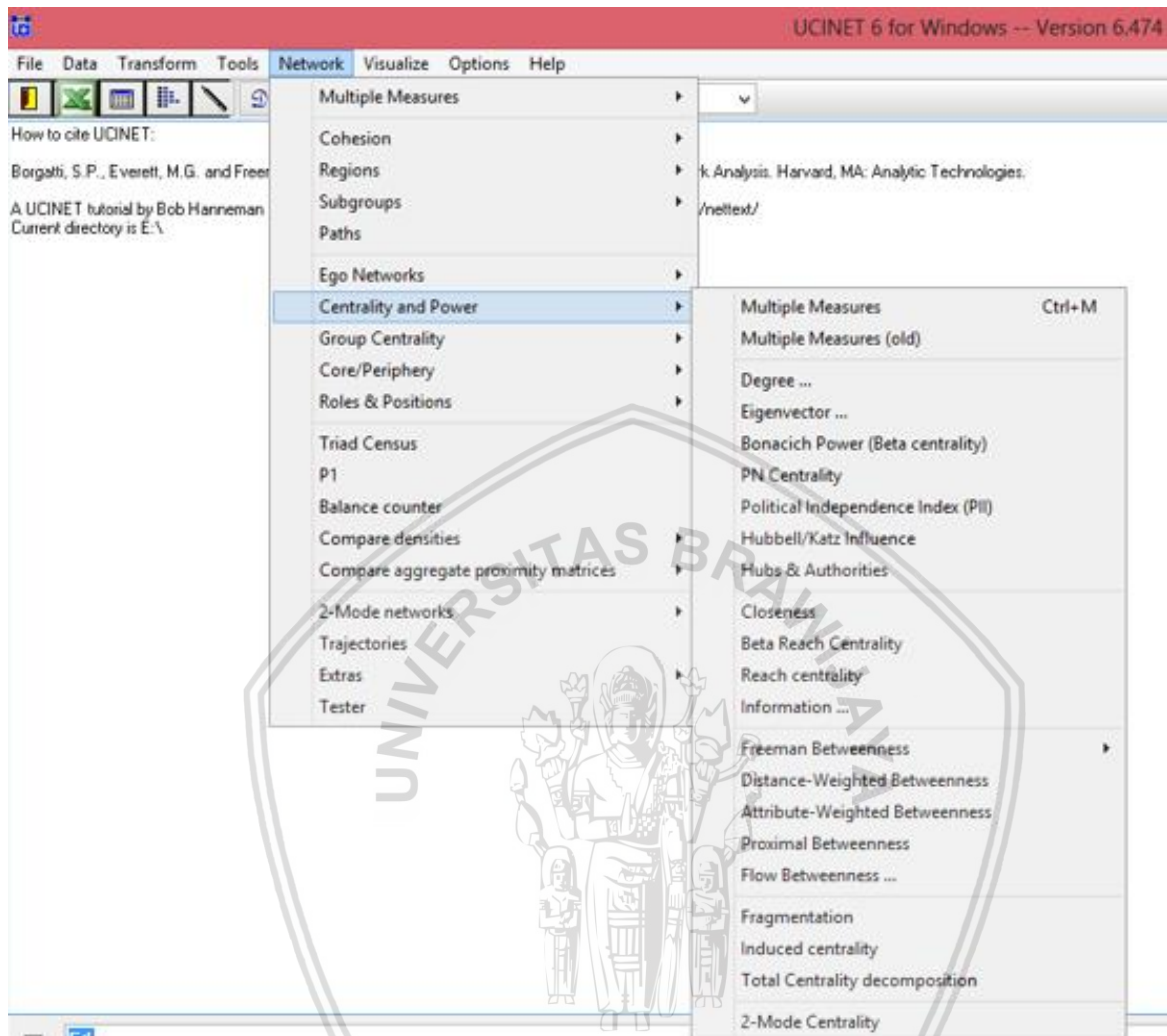 UCINET 6 for Windows -- Version 6.474
File Data Transform Tools Network Visualize Options Help
How to cite UCINET:
Borgatti, S.P., Everett, M.G. and Freer
k Analysis. Harvard, MA: Analytic Technologies.
A UCINET tutorial by Bob Hanneman
/nettext/
Current directory is E:\
Multiple Measures
Cohesion
Regions
Subgroups
Paths
Ego Networks
Centrality and Power
Group Centrality
Core/Periphery
Roles & Positions
Triad Census
P1
Balance counter
Compare densities
Compare aggregate proximity matrices
2-Mode networks
Trajectories
Extras
Tester
Multiple Measures Ctrl+M
Multiple Measures (old)
Degree ...
Eigenvector ...
Bonacich Power (Beta centrality)
PN Centrality
Political Independence Index (PII)
Hubbell/Katz Influence
Hubs & Authorities
Closeness
Beta Reach Centrality
Reach centrality
Information ...
Freeman Betweenness
Distance-Weighted Betweenness
Attribute-Weighted Betweenness
Proximal Betweenness
Flow Betweenness ...
Fragmentation
Induced centrality
Total Centrality decomposition
2-Mode Centrality
UNIVERSITAS BRAWIJAYA